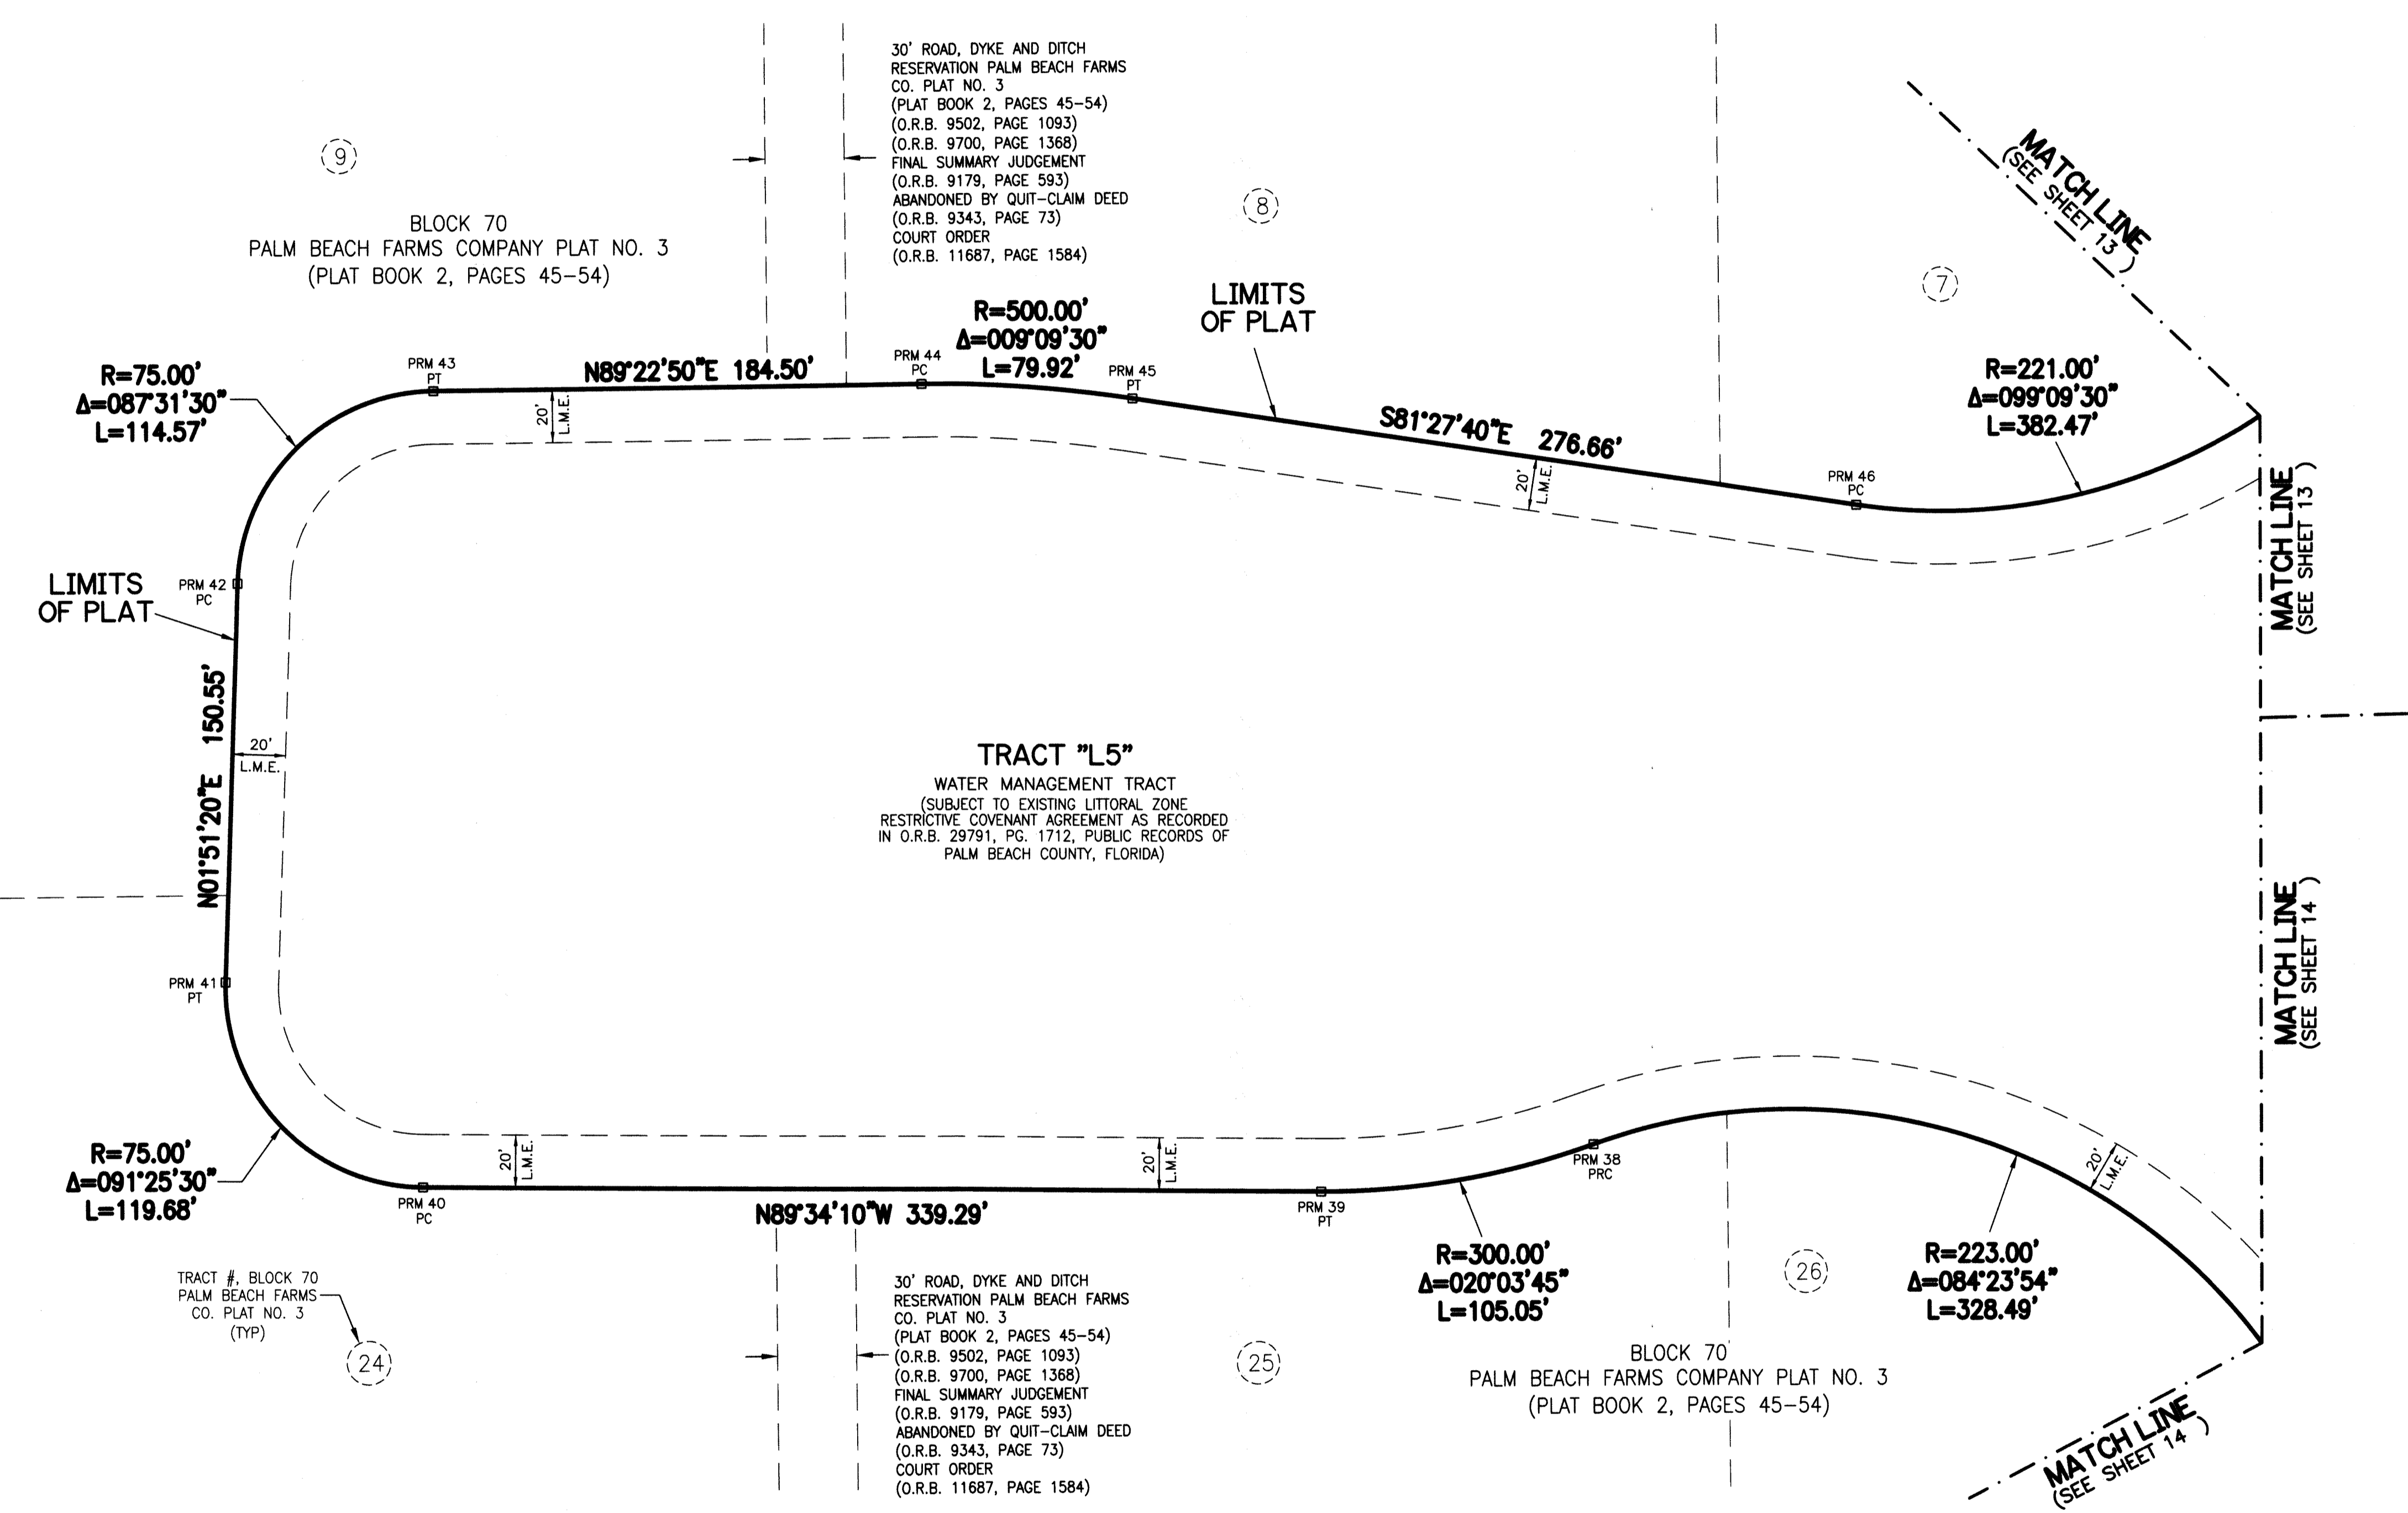 30' ROAD, DYKE AND DITCH
RESERVATION PALM BEACH FARMS
CO. PLAT NO. 3
(PLAT BOOK 2, PAGES 45-54)
(O.R.B. 9502, PAGE 1093)
(O.R.B. 9700, PAGE 1368)
FINAL SUMMARY JUDGEMENT
(O.R.B. 9179, PAGE 593)
ABANDONED BY QUIT-CLAIM DEED
(O.R.B. 9343, PAGE 73)
COURT ORDER
(O.R.B. 11687, PAGE 1584)
9
BLOCK 70
PALM BEACH FARMS COMPANY PLAT NO. 3
(PLAT BOOK 2, PAGES 45-54)
8
7
MATCH LINE
(SEE SHEET 13 )
LIMITS
OF PLAT
R=75.00'
Δ=087°31'30"
L=114.57'
PRM 43
PT
N89°22'50"E 184.50'
PRM 44
PC
R=500.00'
Δ=009°09'30"
L=79.92'
PRM 45
PT
S81°27'40"E 276.66'
PRM 46
PC
R=221.00'
Δ=099°09'30"
L=382.47'
20'
L.M.E.
20'
L.M.E.
MATCH LINE
(SEE SHEET 13 )
LIMITS
OF PLAT
PRM 42
PC
N01°51'20"E 150.55'
20'
L.M.E.
TRACT "L5"
WATER MANAGEMENT TRACT
(SUBJECT TO EXISTING LITTORAL ZONE
RESTRICTIVE COVENANT AGREEMENT AS RECORDED
IN O.R.B. 29791, PG. 1712, PUBLIC RECORDS OF
PALM BEACH COUNTY, FLORIDA)
MATCH LINE
(SEE SHEET 14 )
PRM 41
PT
R=75.00'
Δ=091°25'30"
L=119.68'
PRM 40
PC
20'
L.M.E.
N89°34'10"W 339.29'
20'
L.M.E.
PRM 39
PT
PRM 38
PRC
20'
L.M.E.
R=300.00'
Δ=020°03'45"
L=105.05'
26
R=223.00'
Δ=084°23'54"
L=328.49'
TRACT #, BLOCK 70
PALM BEACH FARMS
CO. PLAT NO. 3
(TYP)
24
30' ROAD, DYKE AND DITCH
RESERVATION PALM BEACH FARMS
CO. PLAT NO. 3
(PLAT BOOK 2, PAGES 45-54)
(O.R.B. 9502, PAGE 1093)
(O.R.B. 9700, PAGE 1368)
FINAL SUMMARY JUDGEMENT
(O.R.B. 9179, PAGE 593)
ABANDONED BY QUIT-CLAIM DEED
(O.R.B. 9343, PAGE 73)
COURT ORDER
(O.R.B. 11687, PAGE 1584)
25
BLOCK 70
PALM BEACH FARMS COMPANY PLAT NO. 3
(PLAT BOOK 2, PAGES 45-54)
MATCH LINE
(SEE SHEET 14 )